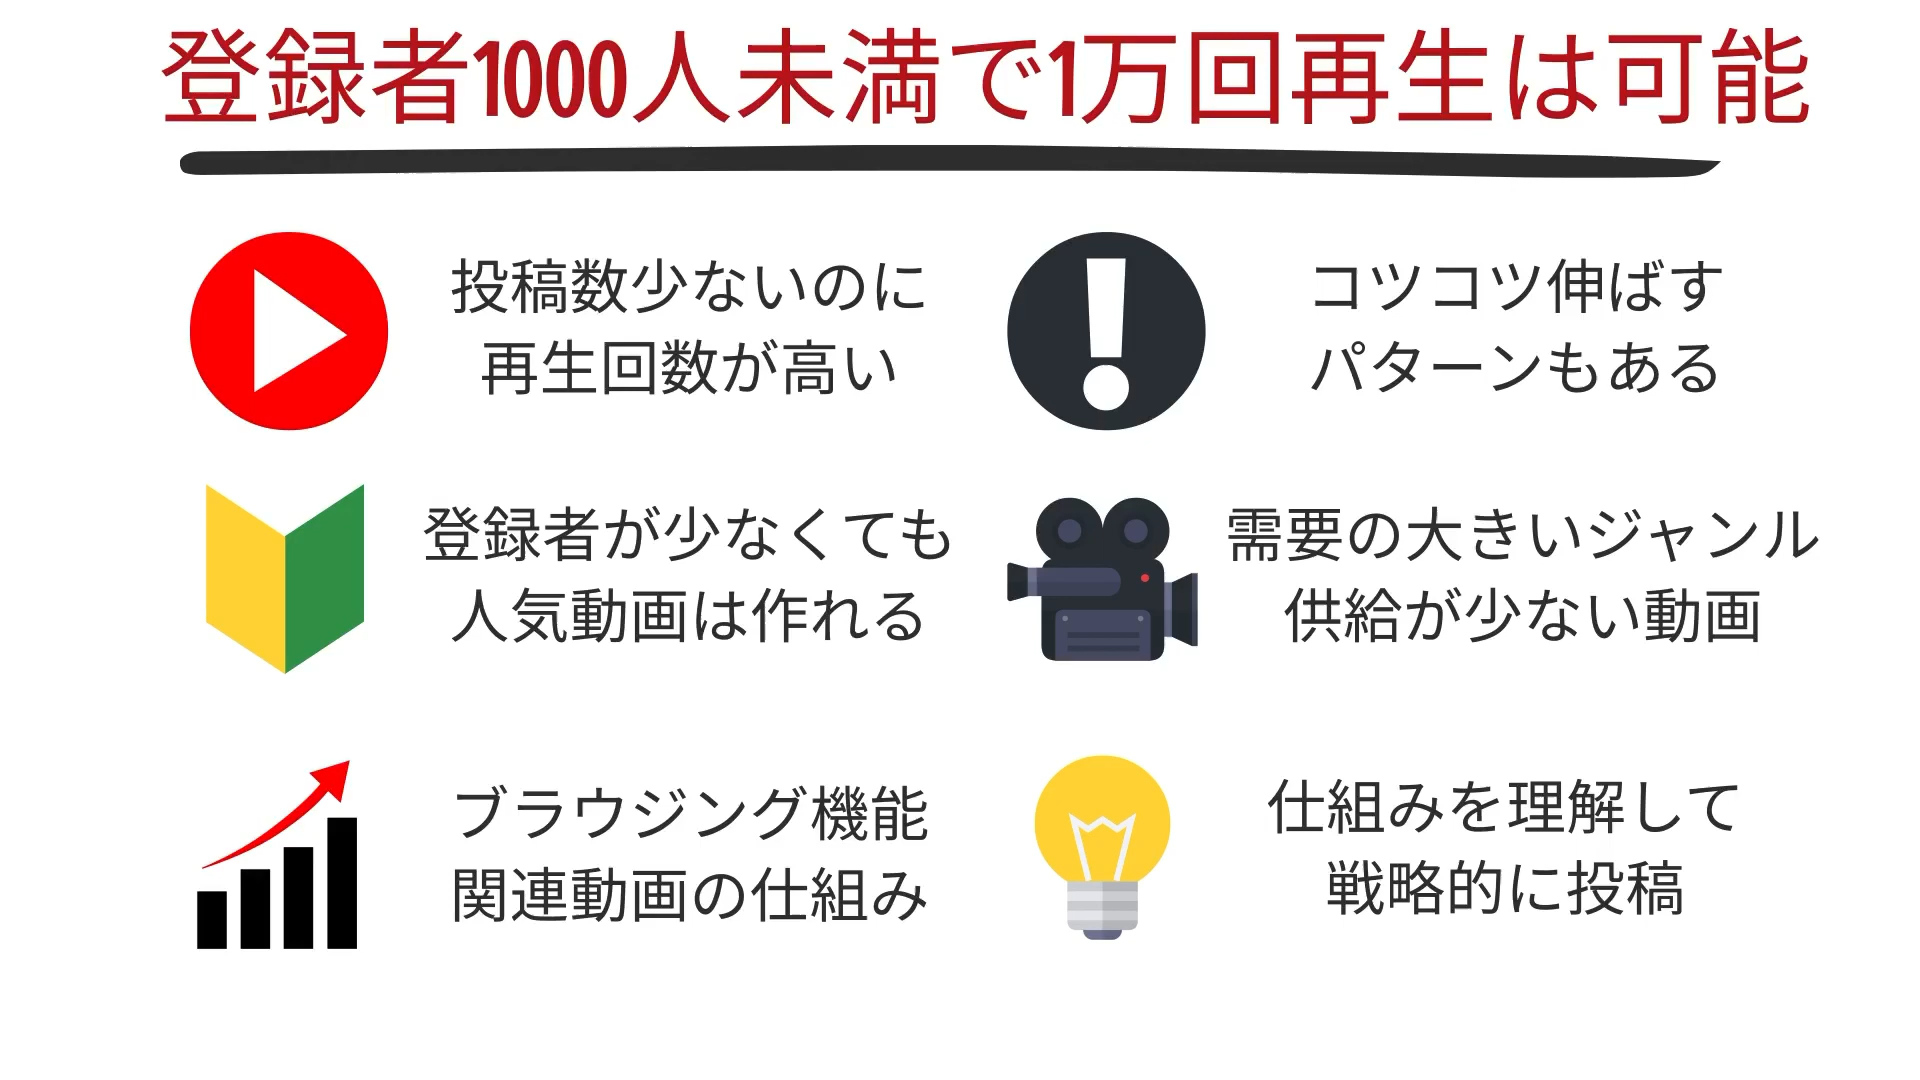 登録者1000人未満で1万回再生は可能
投稿数少ないのに
再生回数が高い
コツコツ伸ばす
パターンもある
登録者が少なくても
人気動画は作れる
需要の大きいジャンル
供給が少ない動画
ブラウジング機能
関連動画の仕組み
仕組みを理解して
戦略的に投稿